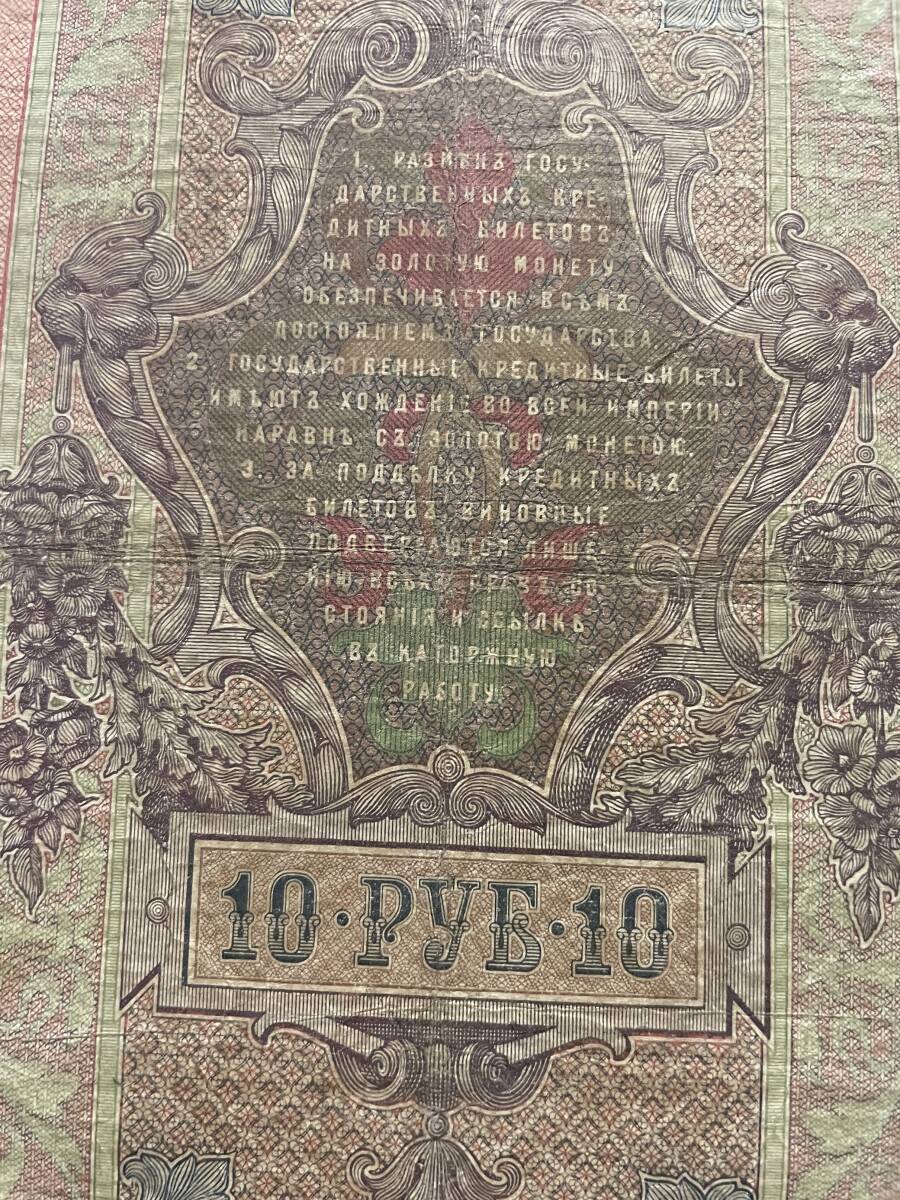 1. РАЗМѢНЪ ГОСУ-
ДАРСТВЕННЫХЪ КРЕ-
ДИТНЫХЪ БИЛЕТОВЪ
НА ЗОЛОТУЮ МОНЕТУ
ОБЕЗПЕЧИВАЕТСЯ ВСѢМЪ
ДОСТОЯНІЕМЪ ГОСУДАРСТВА.
2. ГОСУДАРСТВЕННЫЕ КРЕДИТНЫЕ БИЛЕТЫ
ИМѢЮТЪ ХОЖДЕНІЕ ВО ВСЕЙ ИМПЕРІИ
НАРАВНѢ СЪ ЗОЛОТОЮ МОНЕТОЮ.
3. ЗА ПОДДѢЛКУ КРЕДИТНЫХЪ
БИЛЕТОВЪ ВИНОВНЫЕ
ПОДВЕРГАЮТСЯ ЛИШЕ-
НІЮ ВСѢХЪ ПРАВЪ СО-
СТОЯНІЯ И ССЫЛКѢ
ВЪ КАТОРЖНУЮ
РАБОТУ.
10·РУБ·10